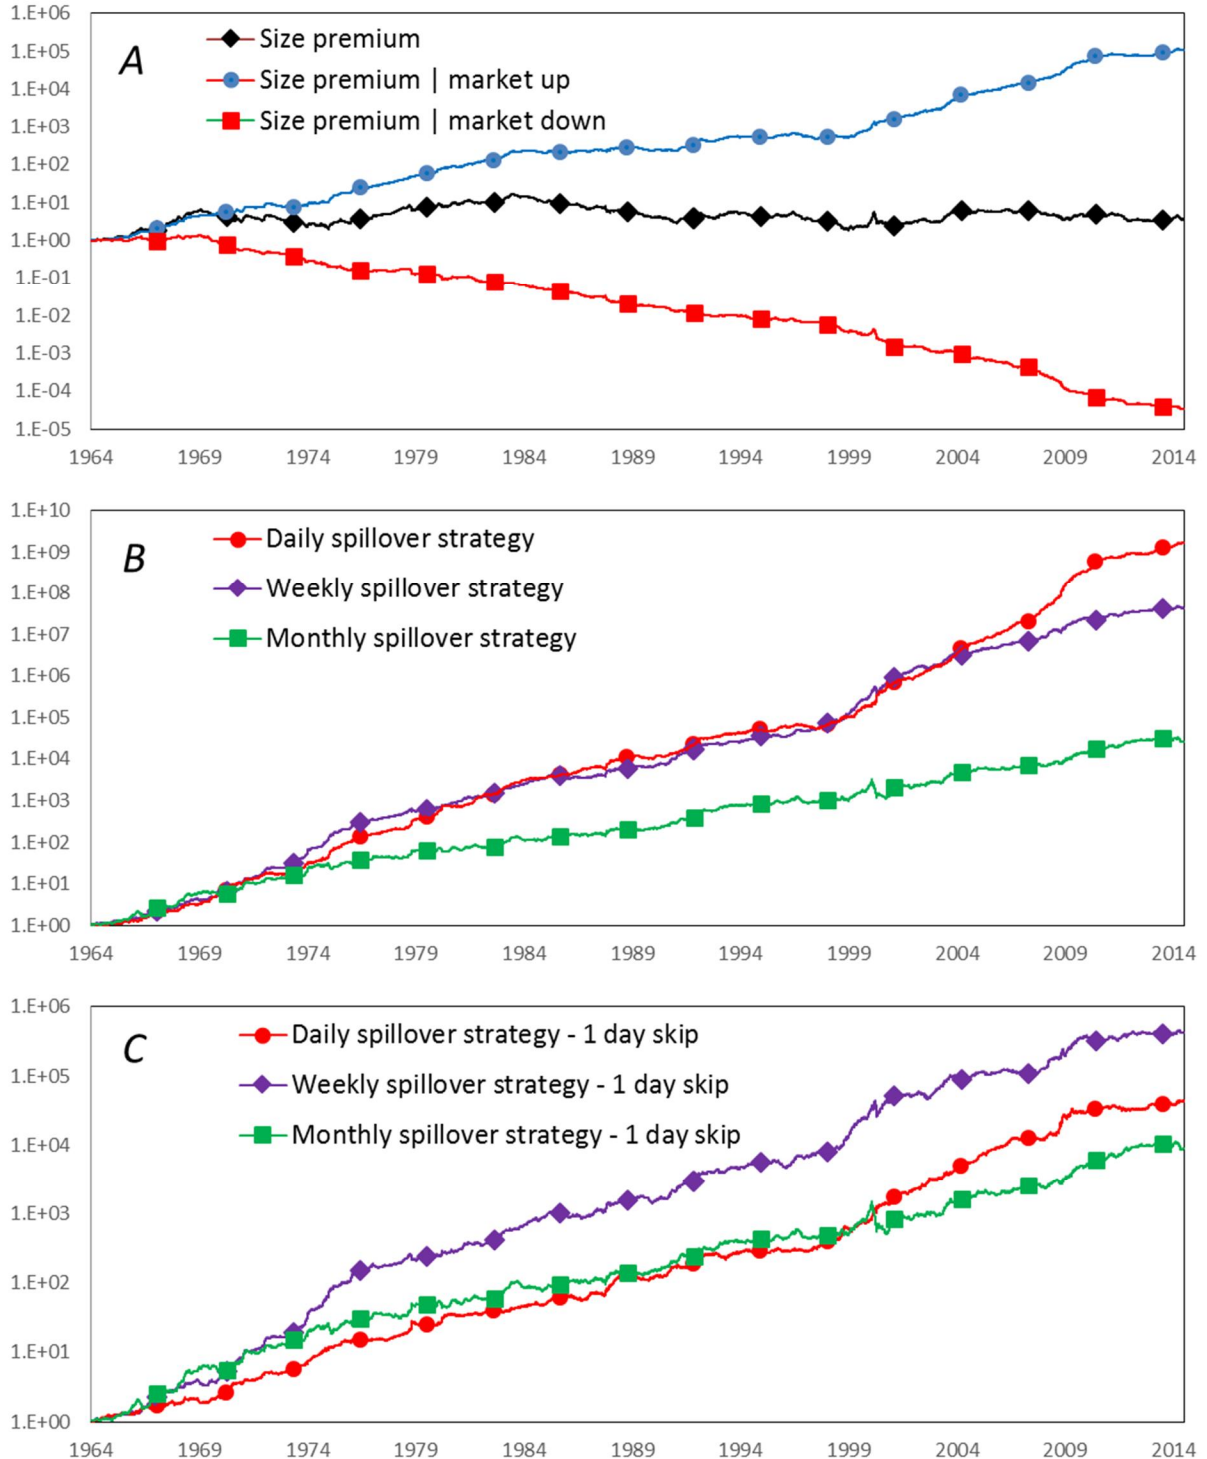 1.E+06
1.E+05
1.E+04
1.E+03
1.E+02
1.E+01
1.E+00
1.E-01
1.E-02
1.E-03
1.E-04
1.E-05
A
Size premium
Size premium | market up
Size premium | market down
1964 1969 1974 1979 1984 1989 1994 1999 2004 2009 2014
1.E+10
1.E+09
1.E+08
1.E+07
1.E+06
1.E+05
1.E+04
1.E+03
1.E+02
1.E+01
1.E+00
B
Daily spillover strategy
Weekly spillover strategy
Monthly spillover strategy
1964 1969 1974 1979 1984 1989 1994 1999 2004 2009 2014
1.E+06
1.E+05
1.E+04
1.E+03
1.E+02
1.E+01
1.E+00
C
Daily spillover strategy - 1 day skip
Weekly spillover strategy - 1 day skip
Monthly spillover strategy - 1 day skip
1964 1969 1974 1979 1984 1989 1994 1999 2004 2009 2014